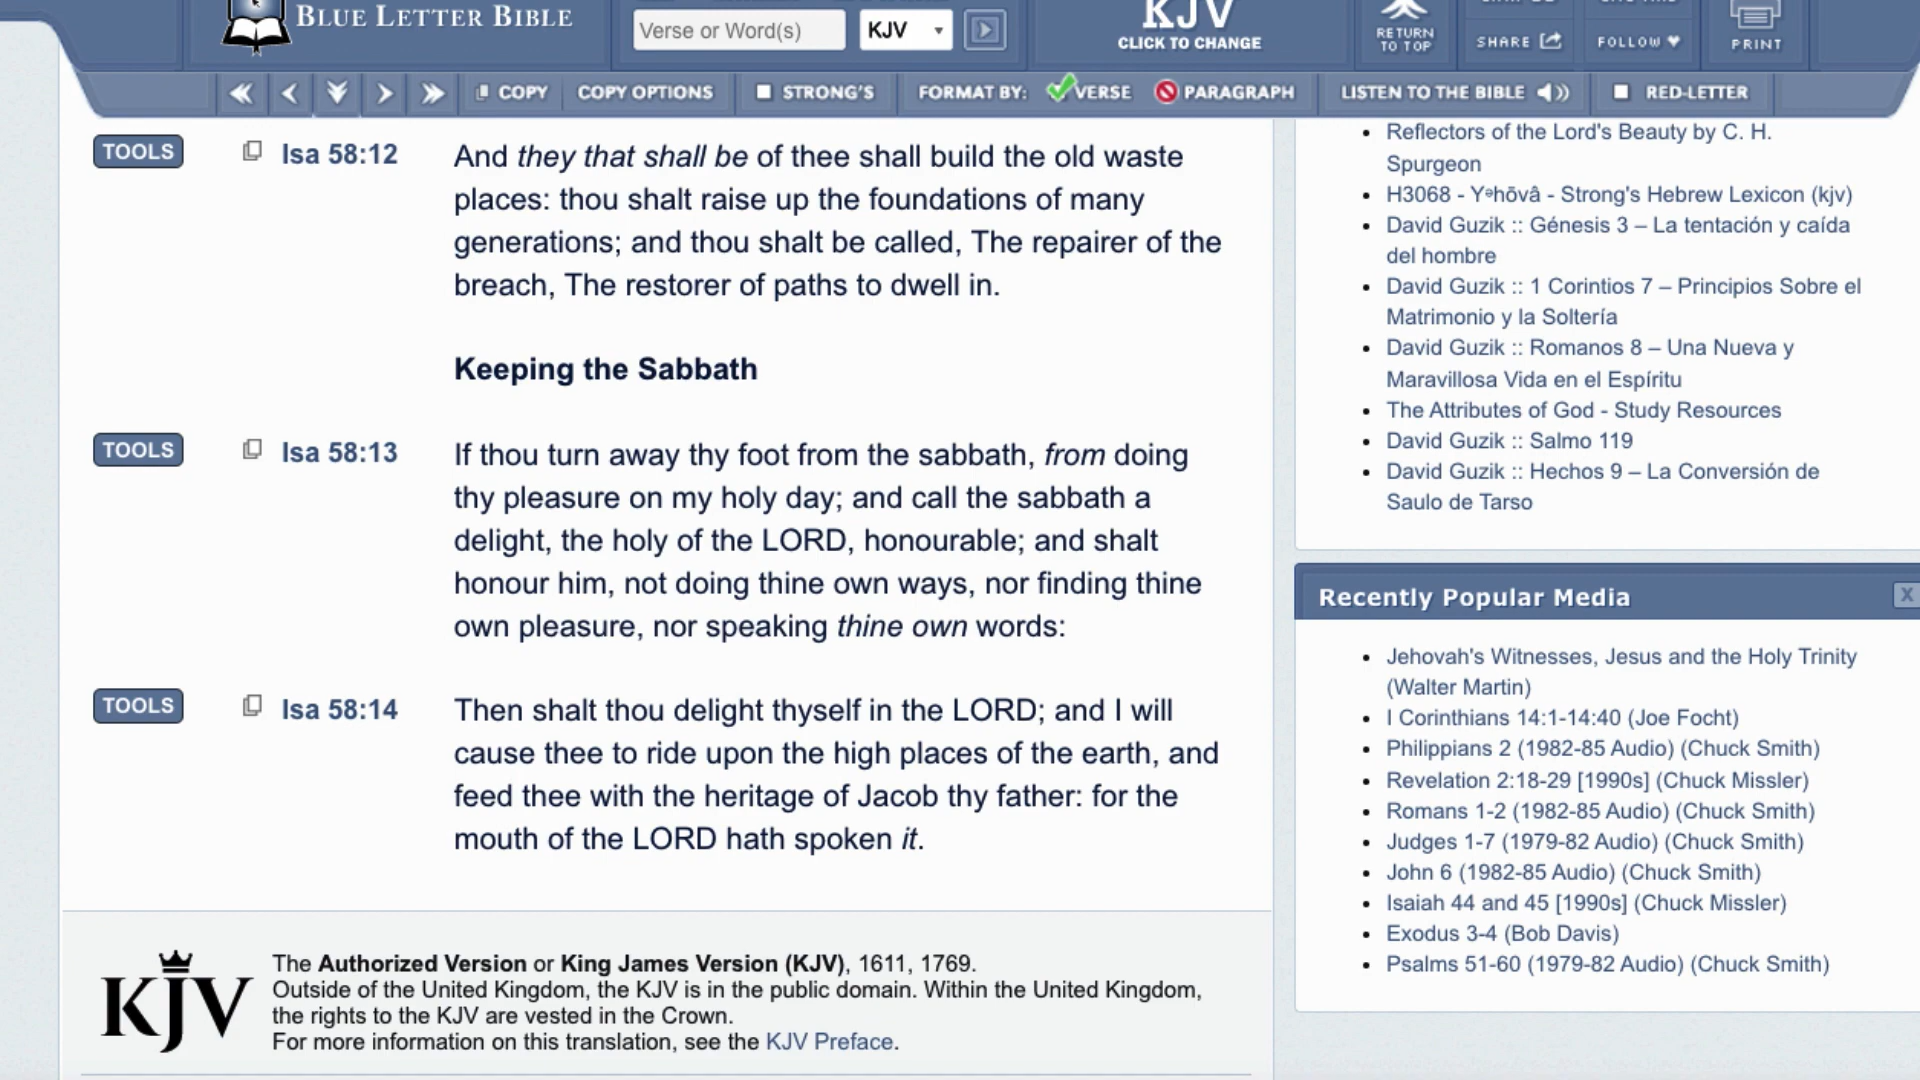 BLUE LETTER BIBLE
Verse or Word(s)
KJV
KJV
CLICK TO CHANGE
RETURN
TO TOP
SHARE
FOLLOW
PRINT
COPY
COPY OPTIONS
STRONG'S
FORMAT BY:
VERSE
PARAGRAPH
LISTEN TO THE BIBLE
RED-LETTER
TOOLS
Isa 58:12
And they that shall be of thee shall build the old waste
places: thou shalt raise up the foundations of many
generations; and thou shalt be called, The repairer of the
breach, The restorer of paths to dwell in.
Keeping the Sabbath
TOOLS
Isa 58:13
If thou turn away thy foot from the sabbath, from doing
thy pleasure on my holy day; and call the sabbath a
delight, the holy of the LORD, honourable; and shalt
honour him, not doing thine own ways, nor finding thine
own pleasure, nor speaking thine own words:
TOOLS
Isa 58:14
Then shalt thou delight thyself in the LORD; and I will
cause thee to ride upon the high places of the earth, and
feed thee with the heritage of Jacob thy father: for the
mouth of the LORD hath spoken it.
KJV
The Authorized Version or King James Version (KJV), 1611, 1769.
Outside of the United Kingdom, the KJV is in the public domain. Within the United Kingdom,
the rights to the KJV are vested in the Crown.
For more information on this translation, see the KJV Preface.
Reflectors of the Lord's Beauty by C. H.
Spurgeon
H3068 - Yᵊhōvâ - Strong's Hebrew Lexicon (kjv)
David Guzik :: Génesis 3 – La tentación y caída
del hombre
David Guzik :: 1 Corintios 7 – Principios Sobre el
Matrimonio y la Soltería
David Guzik :: Romanos 8 – Una Nueva y
Maravillosa Vida en el Espíritu
The Attributes of God - Study Resources
David Guzik :: Salmo 119
David Guzik :: Hechos 9 – La Conversión de
Saulo de Tarso
Recently Popular Media
X
Jehovah's Witnesses, Jesus and the Holy Trinity
(Walter Martin)
I Corinthians 14:1-14:40 (Joe Focht)
Philippians 2 (1982-85 Audio) (Chuck Smith)
Revelation 2:18-29 [1990s] (Chuck Missler)
Romans 1-2 (1982-85 Audio) (Chuck Smith)
Judges 1-7 (1979-82 Audio) (Chuck Smith)
John 6 (1982-85 Audio) (Chuck Smith)
Isaiah 44 and 45 [1990s] (Chuck Missler)
Exodus 3-4 (Bob Davis)
Psalms 51-60 (1979-82 Audio) (Chuck Smith)